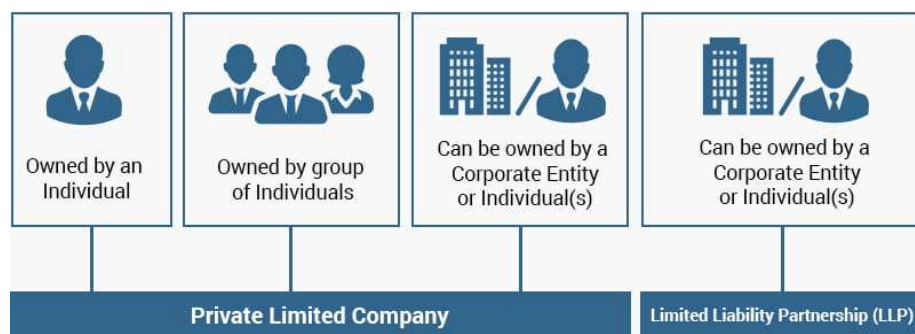 Owned by an
Individual
Owned by group
of Individuals
Can be owned by a
Corporate Entity
or Individual(s)
Can be owned by a
Corporate Entity
or Individual(s)
Private Limited Company
Limited Liability Partnership (LLP)